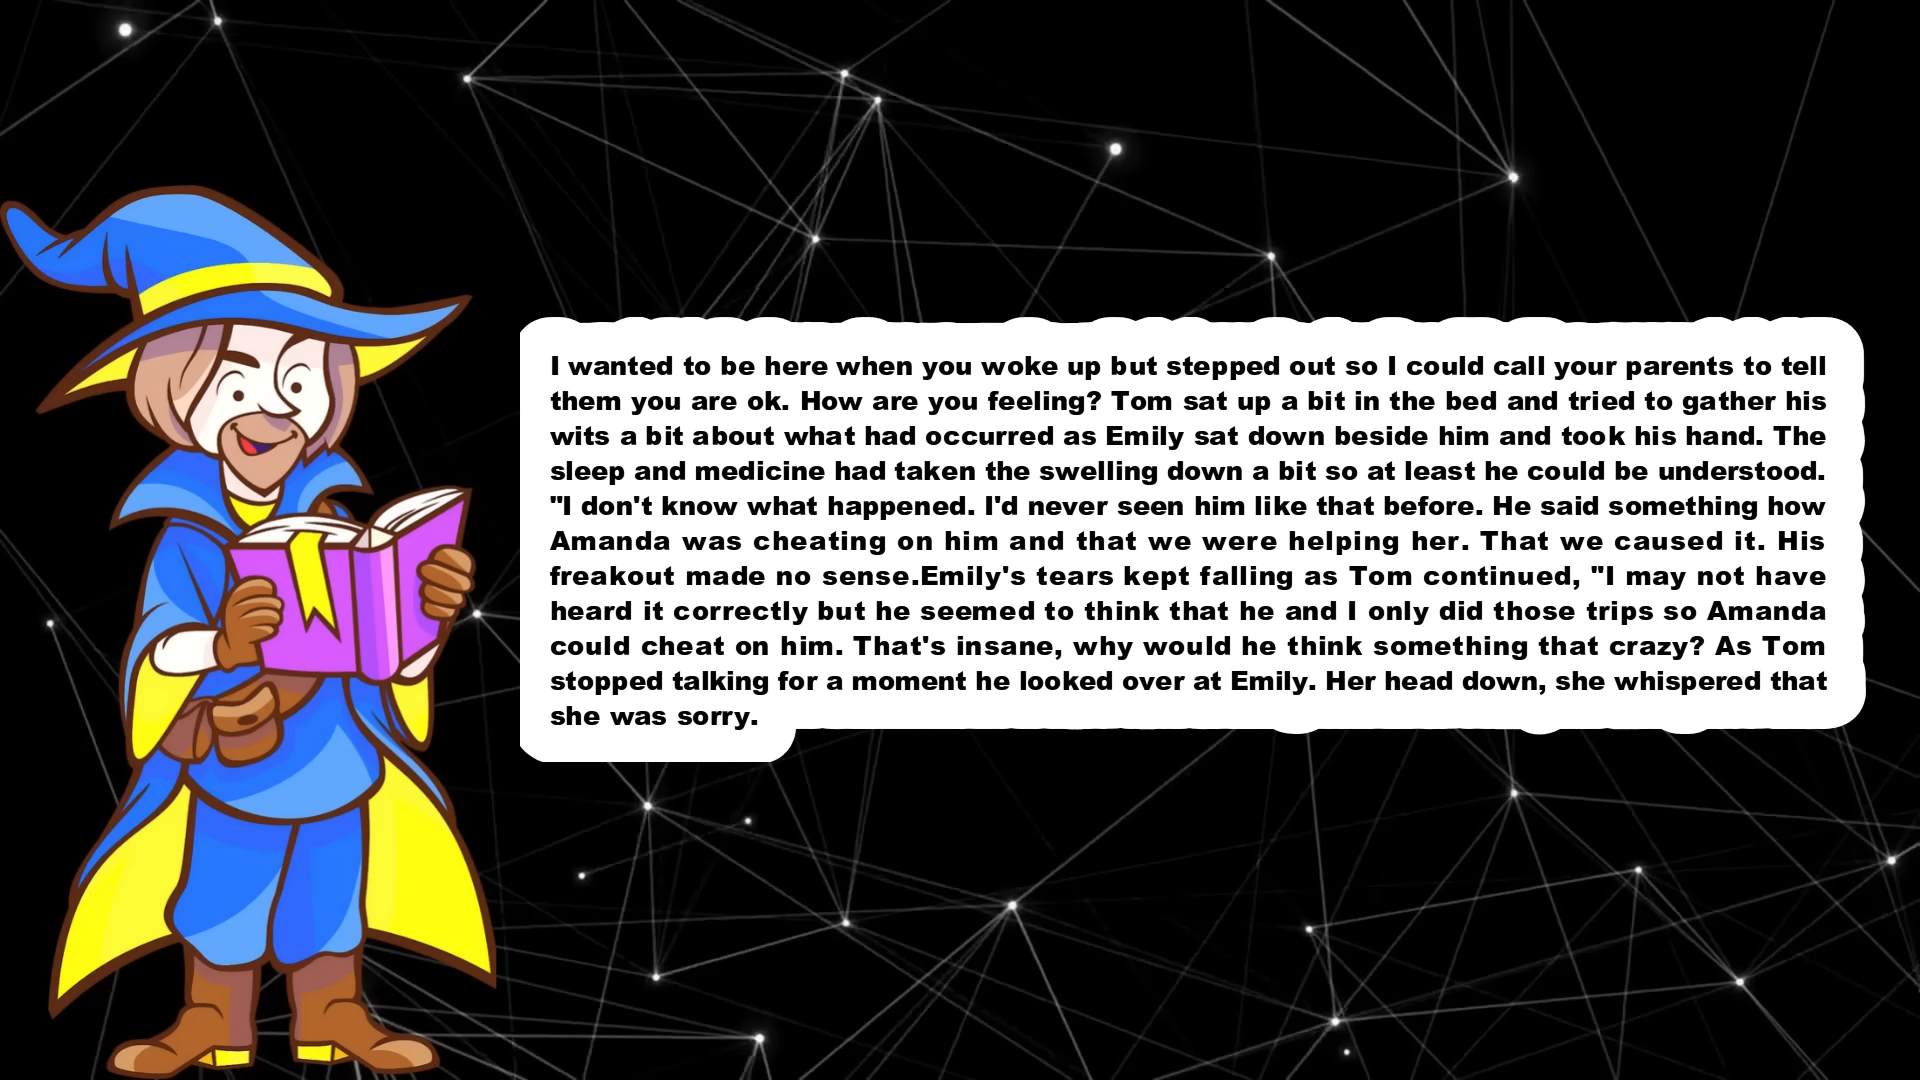 I wanted to be here when you woke up but stepped out so I could call your parents to tell
them you are ok. How are you feeling? Tom sat up a bit in the bed and tried to gather his
wits a bit about what had occurred as Emily sat down beside him and took his hand. The
sleep and medicine had taken the swelling down a bit so at least he could be understood.
"I don't know what happened. I'd never seen him like that before. He said something how
Amanda was cheating on him and that we were helping her. That we caused it. His
freakout made no sense.Emily's tears kept falling as Tom continued, "I may not have
heard it correctly but he seemed to think that he and I only did those trips so Amanda
could cheat on him. That's insane, why would he think something that crazy? As Tom
stopped talking for a moment he looked over at Emily. Her head down, she whispered that
she was sorry.